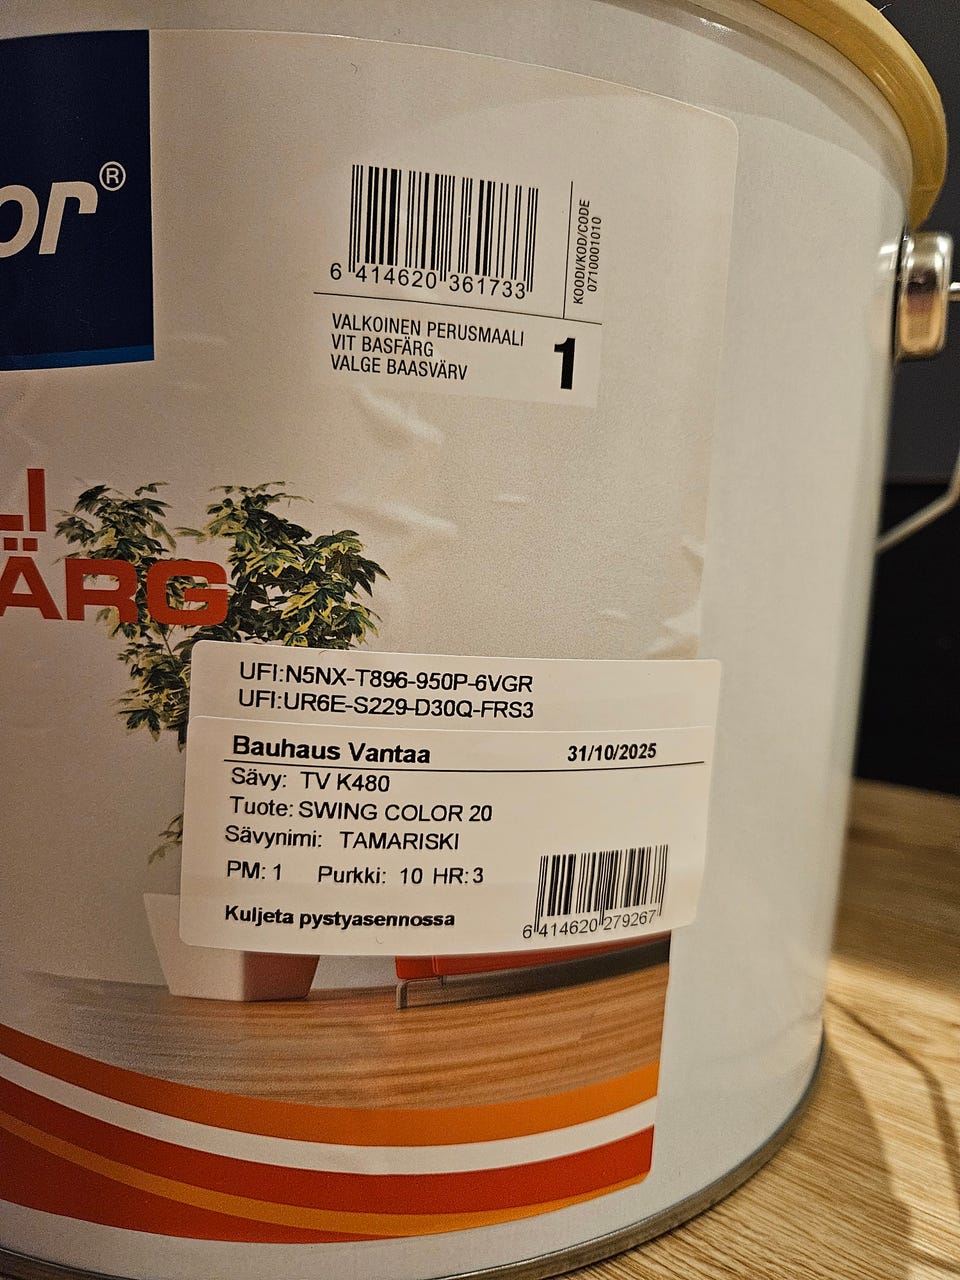 or®
6 414620 361733
KOODI/KOD/CODE
0710001010
VALKOINEN PERUSMAALI
VIT BASFÄRG
VALGE BAASVÄRV
1
LI
ÄRG
UFI:N5NX-T896-950P-6VGR
UFI:UR6E-S229-D30Q-FRS3
Bauhaus Vantaa 31/10/2025
Sävy: TV K480
Tuote: SWING COLOR 20
Sävynimi: TAMARISKI
PM: 1 Purkki: 10 HR: 3
Kuljeta pystyasennossa
6 414620 279267